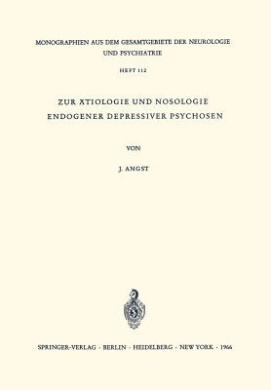 MONOGRAPHIEN AUS DEM GESAMTGEBIETE DER NEUROLOGIE
UND PSYCHIATRIE
HEFT 112
ZUR ÄTIOLOGIE UND NOSOLOGIE
ENDOGENER DEPRESSIVER PSYCHOSEN
VON
J. ANGST
SPRINGER-VERLAG · BERLIN · HEIDELBERG · NEW YORK · 1966